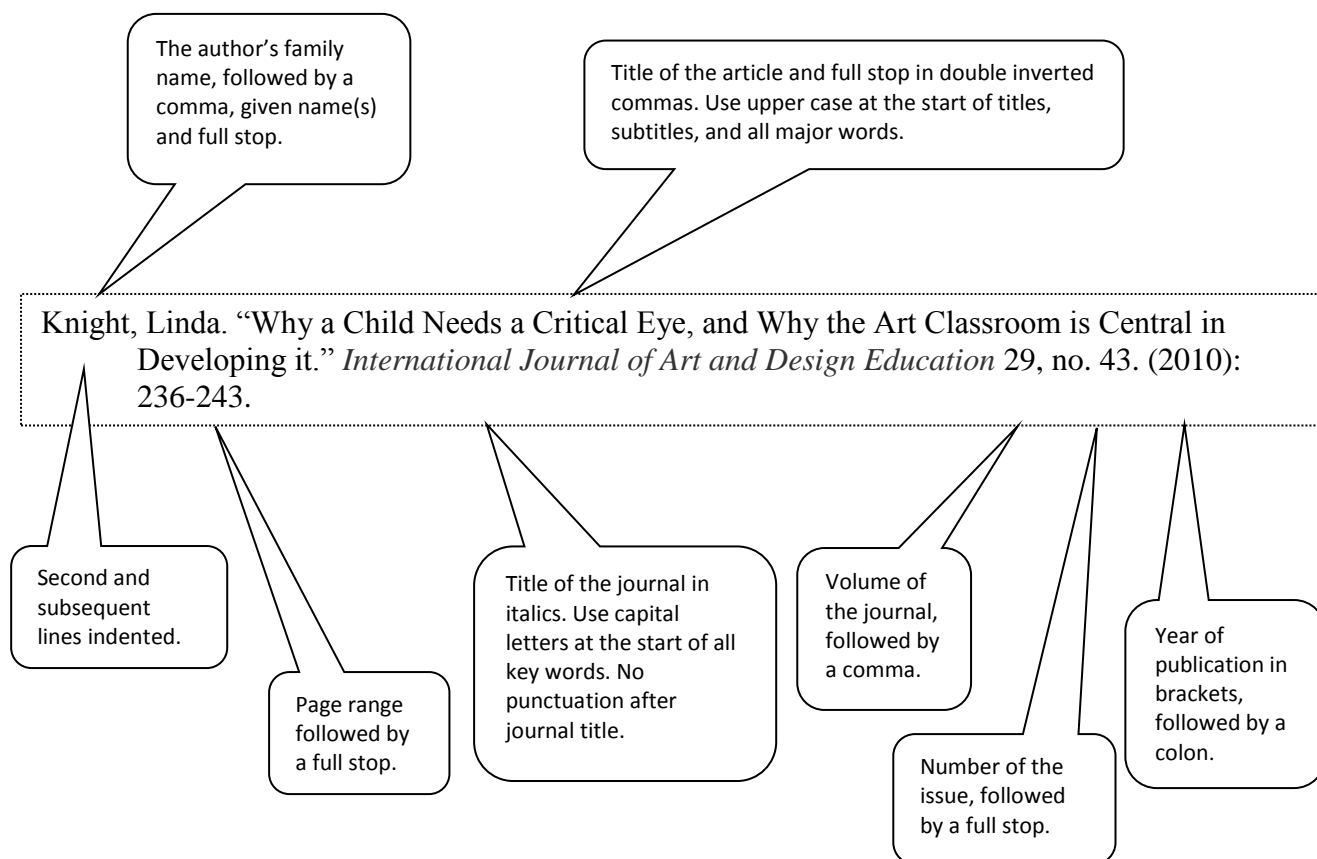 The author’s family
name, followed by a
comma, given name(s)
and full stop.
Title of the article and full stop in double inverted
commas. Use upper case at the start of titles,
subtitles, and all major words.
Knight, Linda. “Why a Child Needs a Critical Eye, and Why the Art Classroom is Central in
Developing it.” International Journal of Art and Design Education 29, no. 43. (2010):
236-243.
Second and
subsequent
lines indented.
Page range
followed by
a full stop.
Title of the journal in
italics. Use capital
letters at the start of all
key words. No
punctuation after
journal title.
Volume of
the journal,
followed by
a comma.
Number of the
issue, followed
by a full stop.
Year of
publication in
brackets,
followed by a
colon.